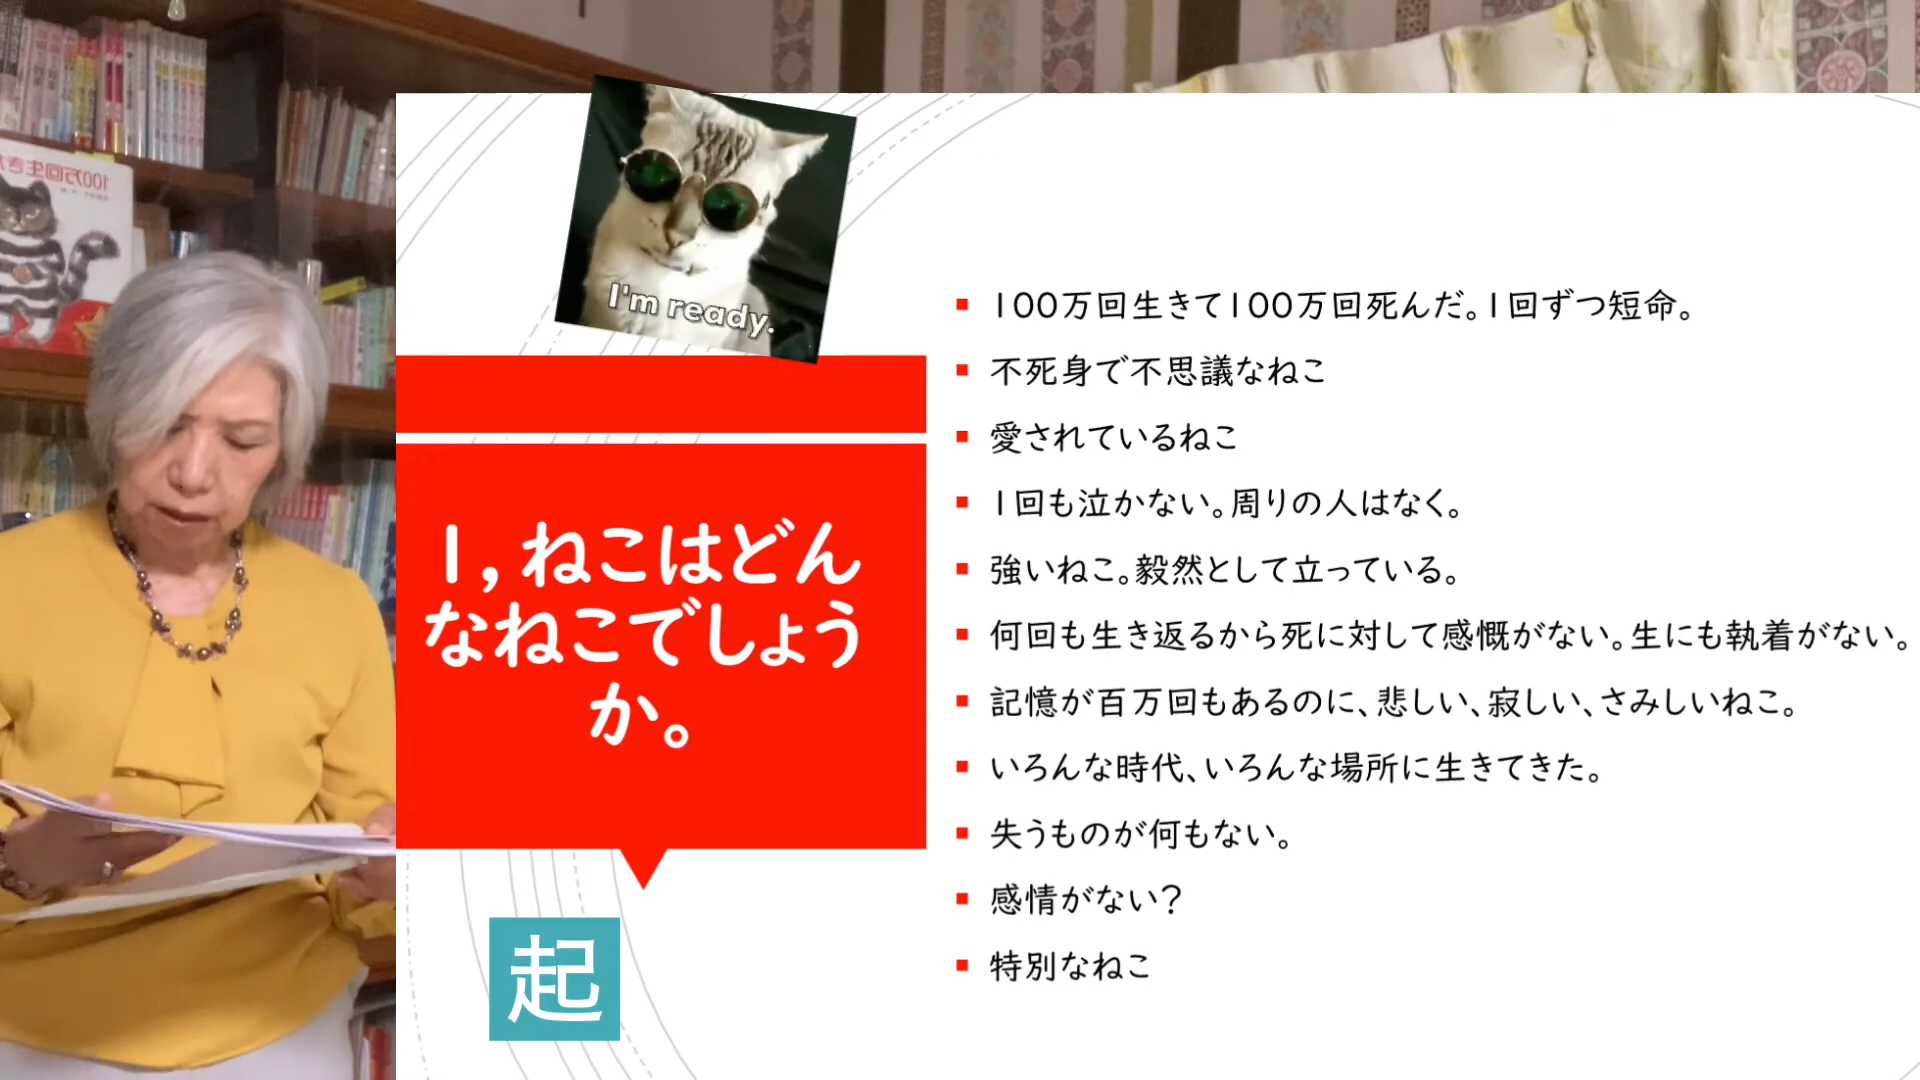 100万回生き
I'm ready.
1,ねこはどん
なねこでしょう
か。
起
100万回生きて100万回死んだ。1回ずつ短命。
不死身で不思議なねこ
愛されているねこ
1回も泣かない。周りの人はなく。
強いねこ。毅然として立っている。
何回も生き返るから死に対して感慨がない。生にも執着がない。
記憶が百万回もあるのに、悲しい、寂しい、さみしいねこ。
いろんな時代、いろんな場所に生きてきた。
失うものが何もない。
感情がない?
特別なねこ